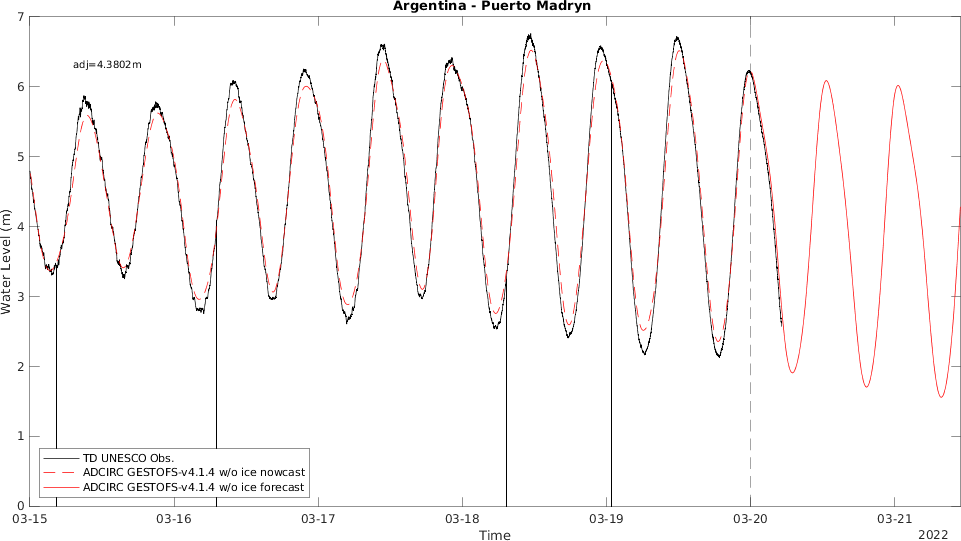 Argentina - Puerto Madryn
7
adj=4.3802m
6
5
4
3
2
1
0
Water Level (m)
TD UNESCO Obs.
ADCIRC GESTOFS-v4.1.4 w/o ice nowcast
ADCIRC GESTOFS-v4.1.4 w/o ice forecast
03-15 03-16 03-17 03-18 03-19 03-20 03-21
Time
2022